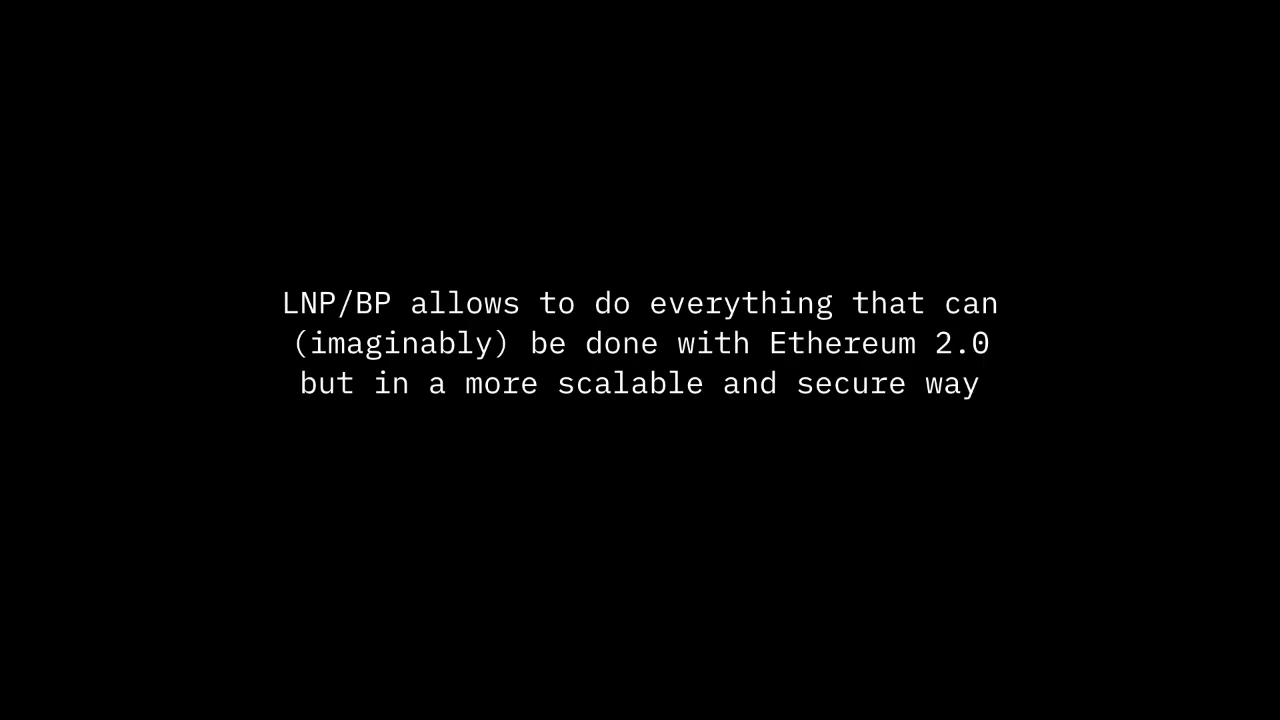 LNP/BP allows to do everything that can
(imaginably) be done with Ethereum 2.0
but in a more scalable and secure way